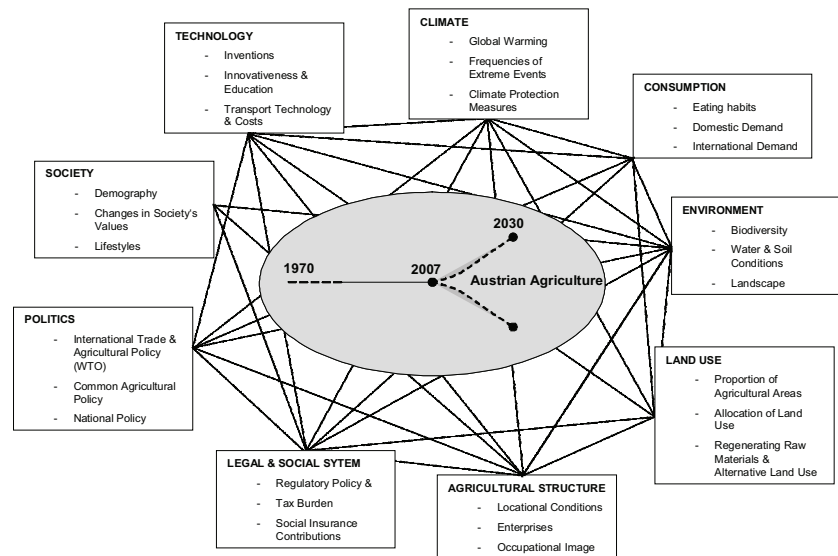 TECHNOLOGY
- Inventions
- Innovativeness &
Education
- Transport Technology
& Costs
CLIMATE
- Global Warming
- Frequencies of
Extreme Events
- Climate Protection
Measures
CONSUMPTION
- Eating habits
- Domestic Demand
- International Demand
SOCIETY
- Demography
- Changes in Society's
Values
- Lifestyles
ENVIRONMENT
- Biodiversity
- Water & Soil
Conditions
- Landscape
2030
1970
2007
Austrian Agriculture
POLITICS
- International Trade &
Agricultural Policy
(WTO)
- Common Agricultural
Policy
- National Policy
LAND USE
- Proportion of
Agricultural Areas
- Allocation of Land
Use
- Regenerating Raw
Materials &
Alternative Land Use
LEGAL & SOCIAL SYTEM
- Regulatory Policy &
- Tax Burden
- Social Insurance
Contributions
AGRICULTURAL STRUCTURE
- Locational Conditions
- Enterprises
- Occupational Image